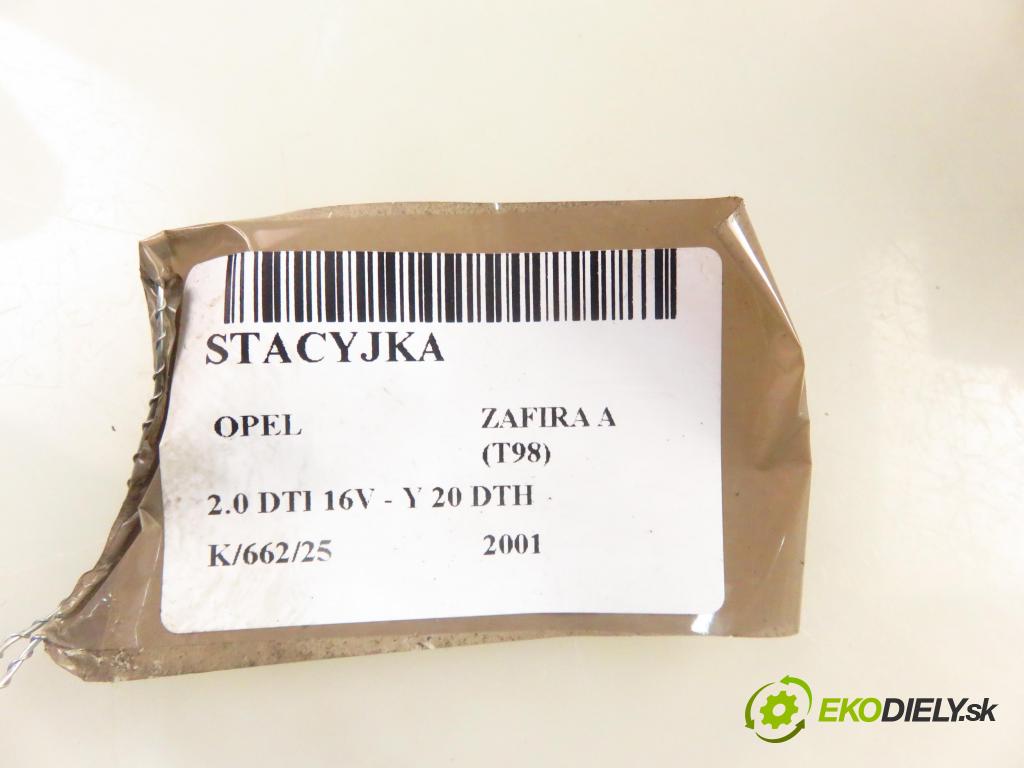 STACYJKA
OPEL ZAFIRA A
(T98)
2.0 DTI 16V - Y 20 DTH
K/662/25 2001
EKODIELY.sk